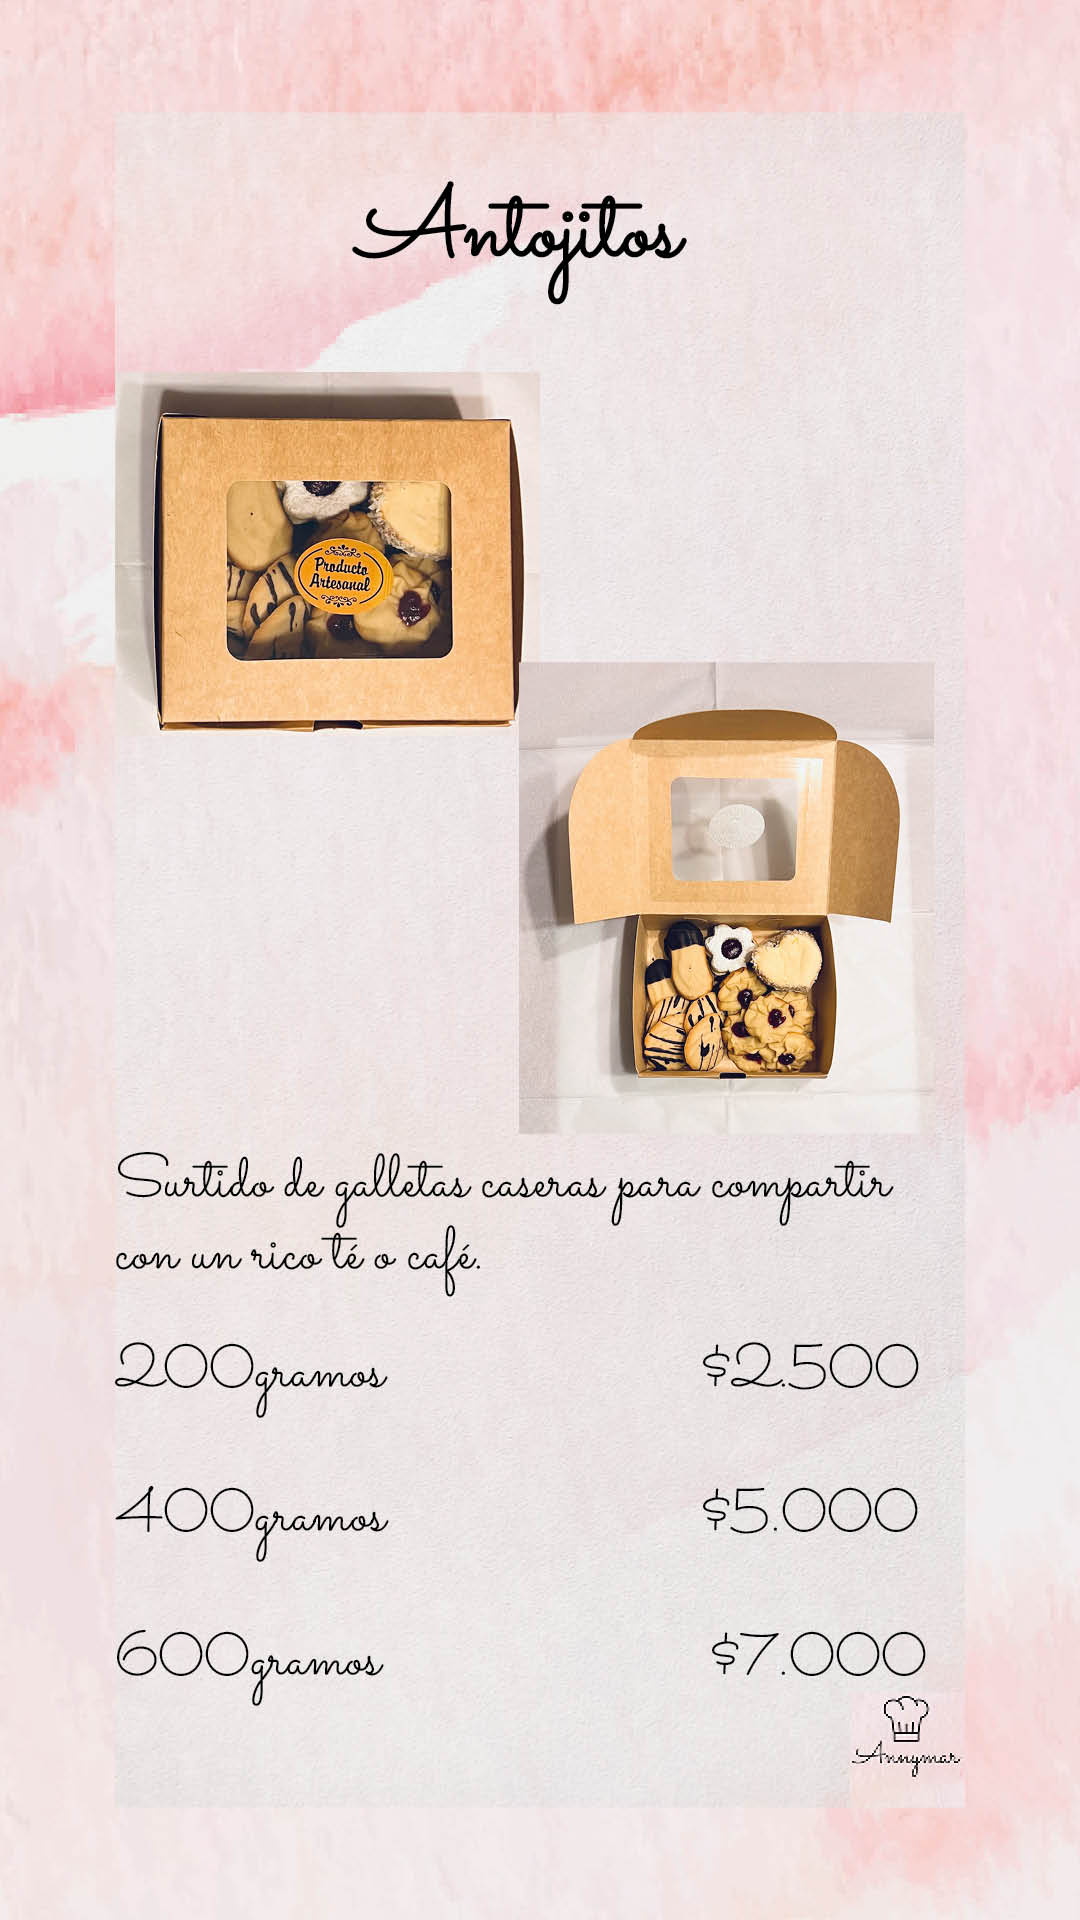 Antojitos
Producto
Artesanal
Surtido de galletas caseras para compartir
con un rico té o café.
200gramos $2.500
400gramos $5.000
600gramos $7.000
Annymar